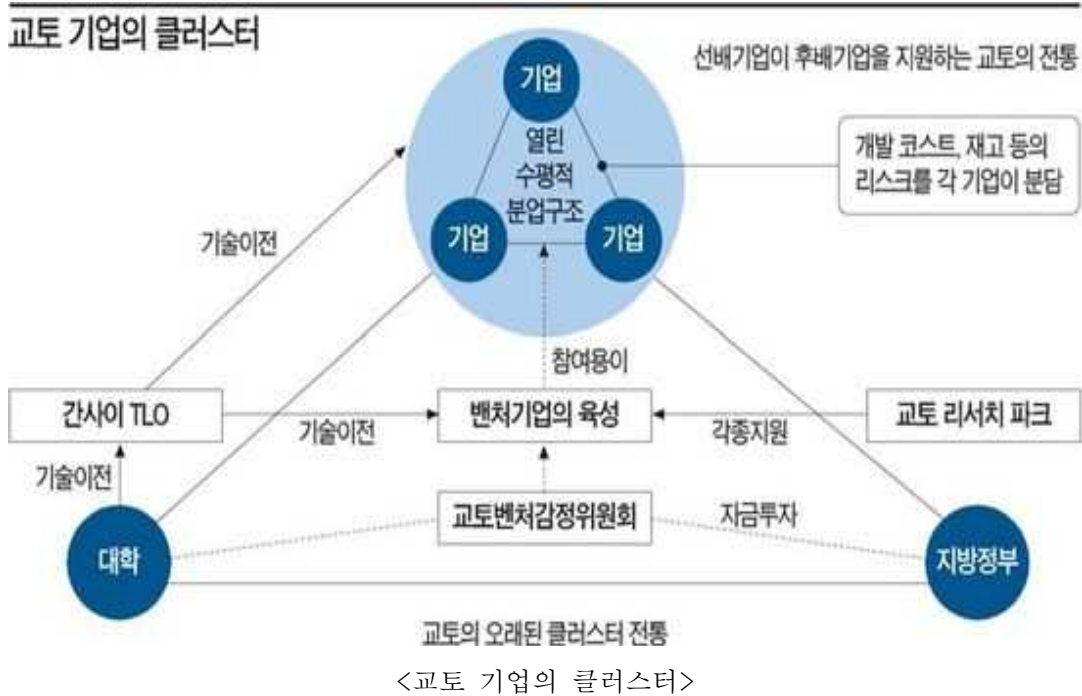 교토 기업의 클러스터
선배기업이 후배기업을 지원하는 교토의 전통
기업
열린
수평적
분업구조
개발 코스트, 재고 등의
리스크를 각 기업이 분담
기업
기업
기술이전
참여용이
간사이 TLO
기술이전
밴처기업의 육성
각종지원
교토 리서치 파크
기술이전
교토벤처감정위원회
자금투자
대학
지방정부
교토의 오래된 클러스터 전통
<교토 기업의 클러스터>